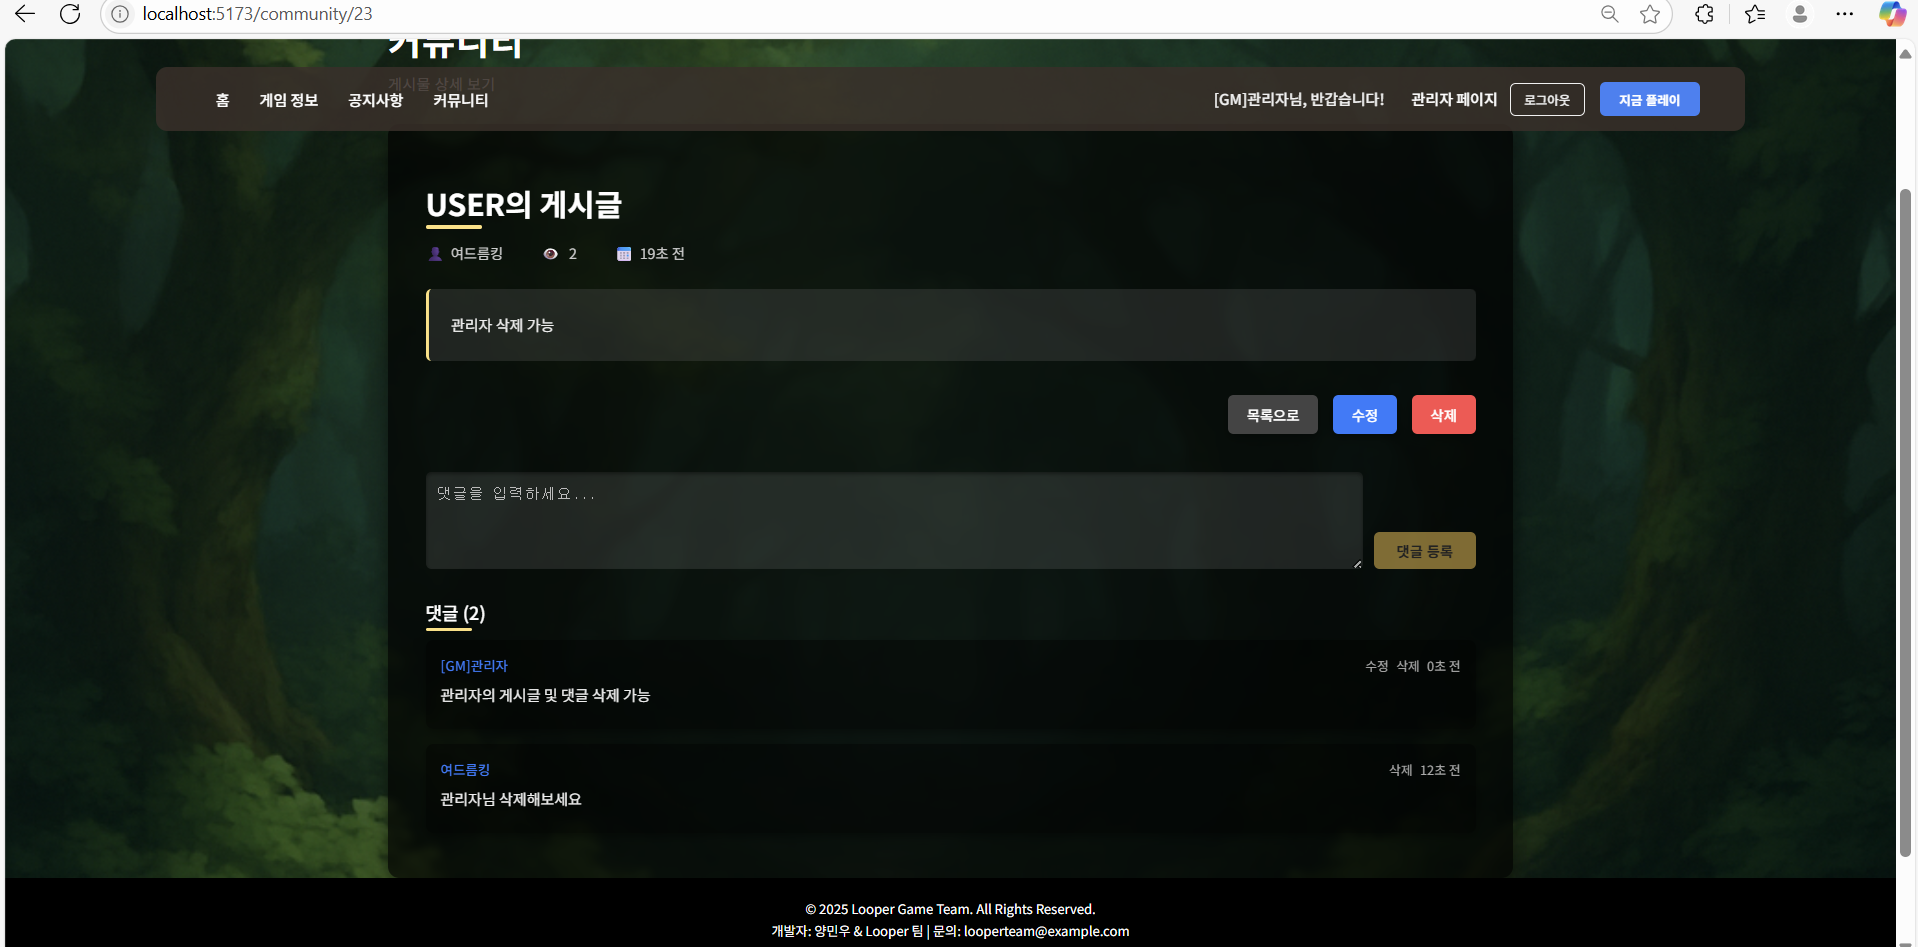 localhost:5173/community/23
커뮤니티
게시물 상세 보기
홈 게임 정보 공지사항 커뮤니티 [GM]관리자님, 반갑습니다! 관리자 페이지 로그아웃 지금 플레이
USER의 게시글
여드름킹 2 19초 전
관리자 삭제 가능
목록으로 수정 삭제
댓글을 입력하세요...
댓글 등록
댓글 (2)
[GM]관리자 수정 삭제 0초 전
관리자의 게시글 및 댓글 삭제 가능
여드름킹 삭제 12초 전
관리자님 삭제해보세요
© 2025 Looper Game Team. All Rights Reserved.
개발자: 양민우 & Looper 팀 | 문의: looperteam@example.com